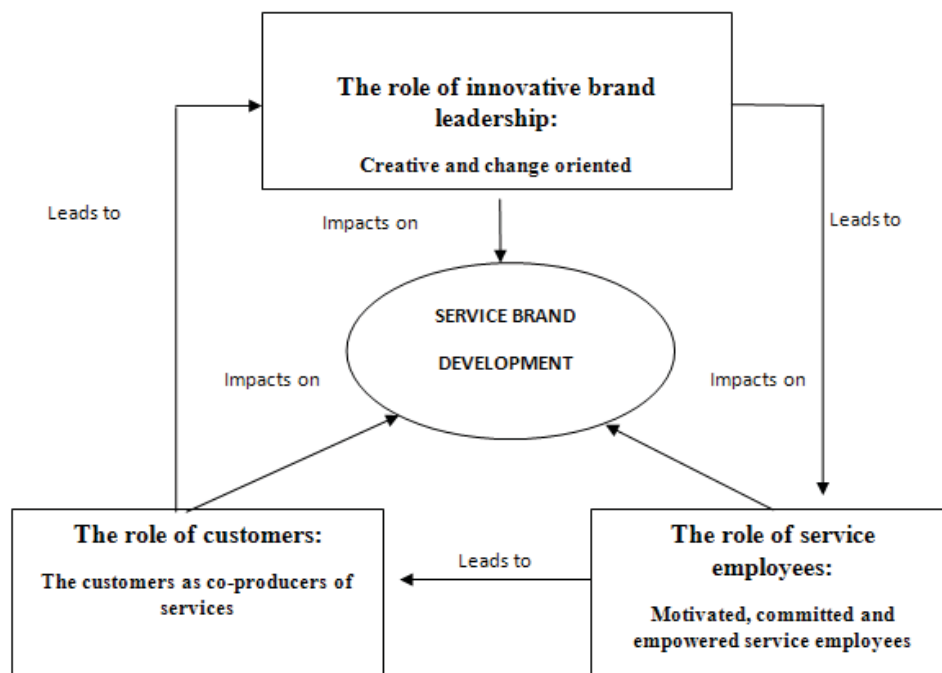 The role of innovative brand
leadership:
Creative and change oriented
Leads to
Impacts on
Leads to
SERVICE BRAND
DEVELOPMENT
Impacts on
Impacts on
The role of customers:
The customers as co-producers of
services
Leads to
The role of service
employees:
Motivated, committed and
empowered service employees